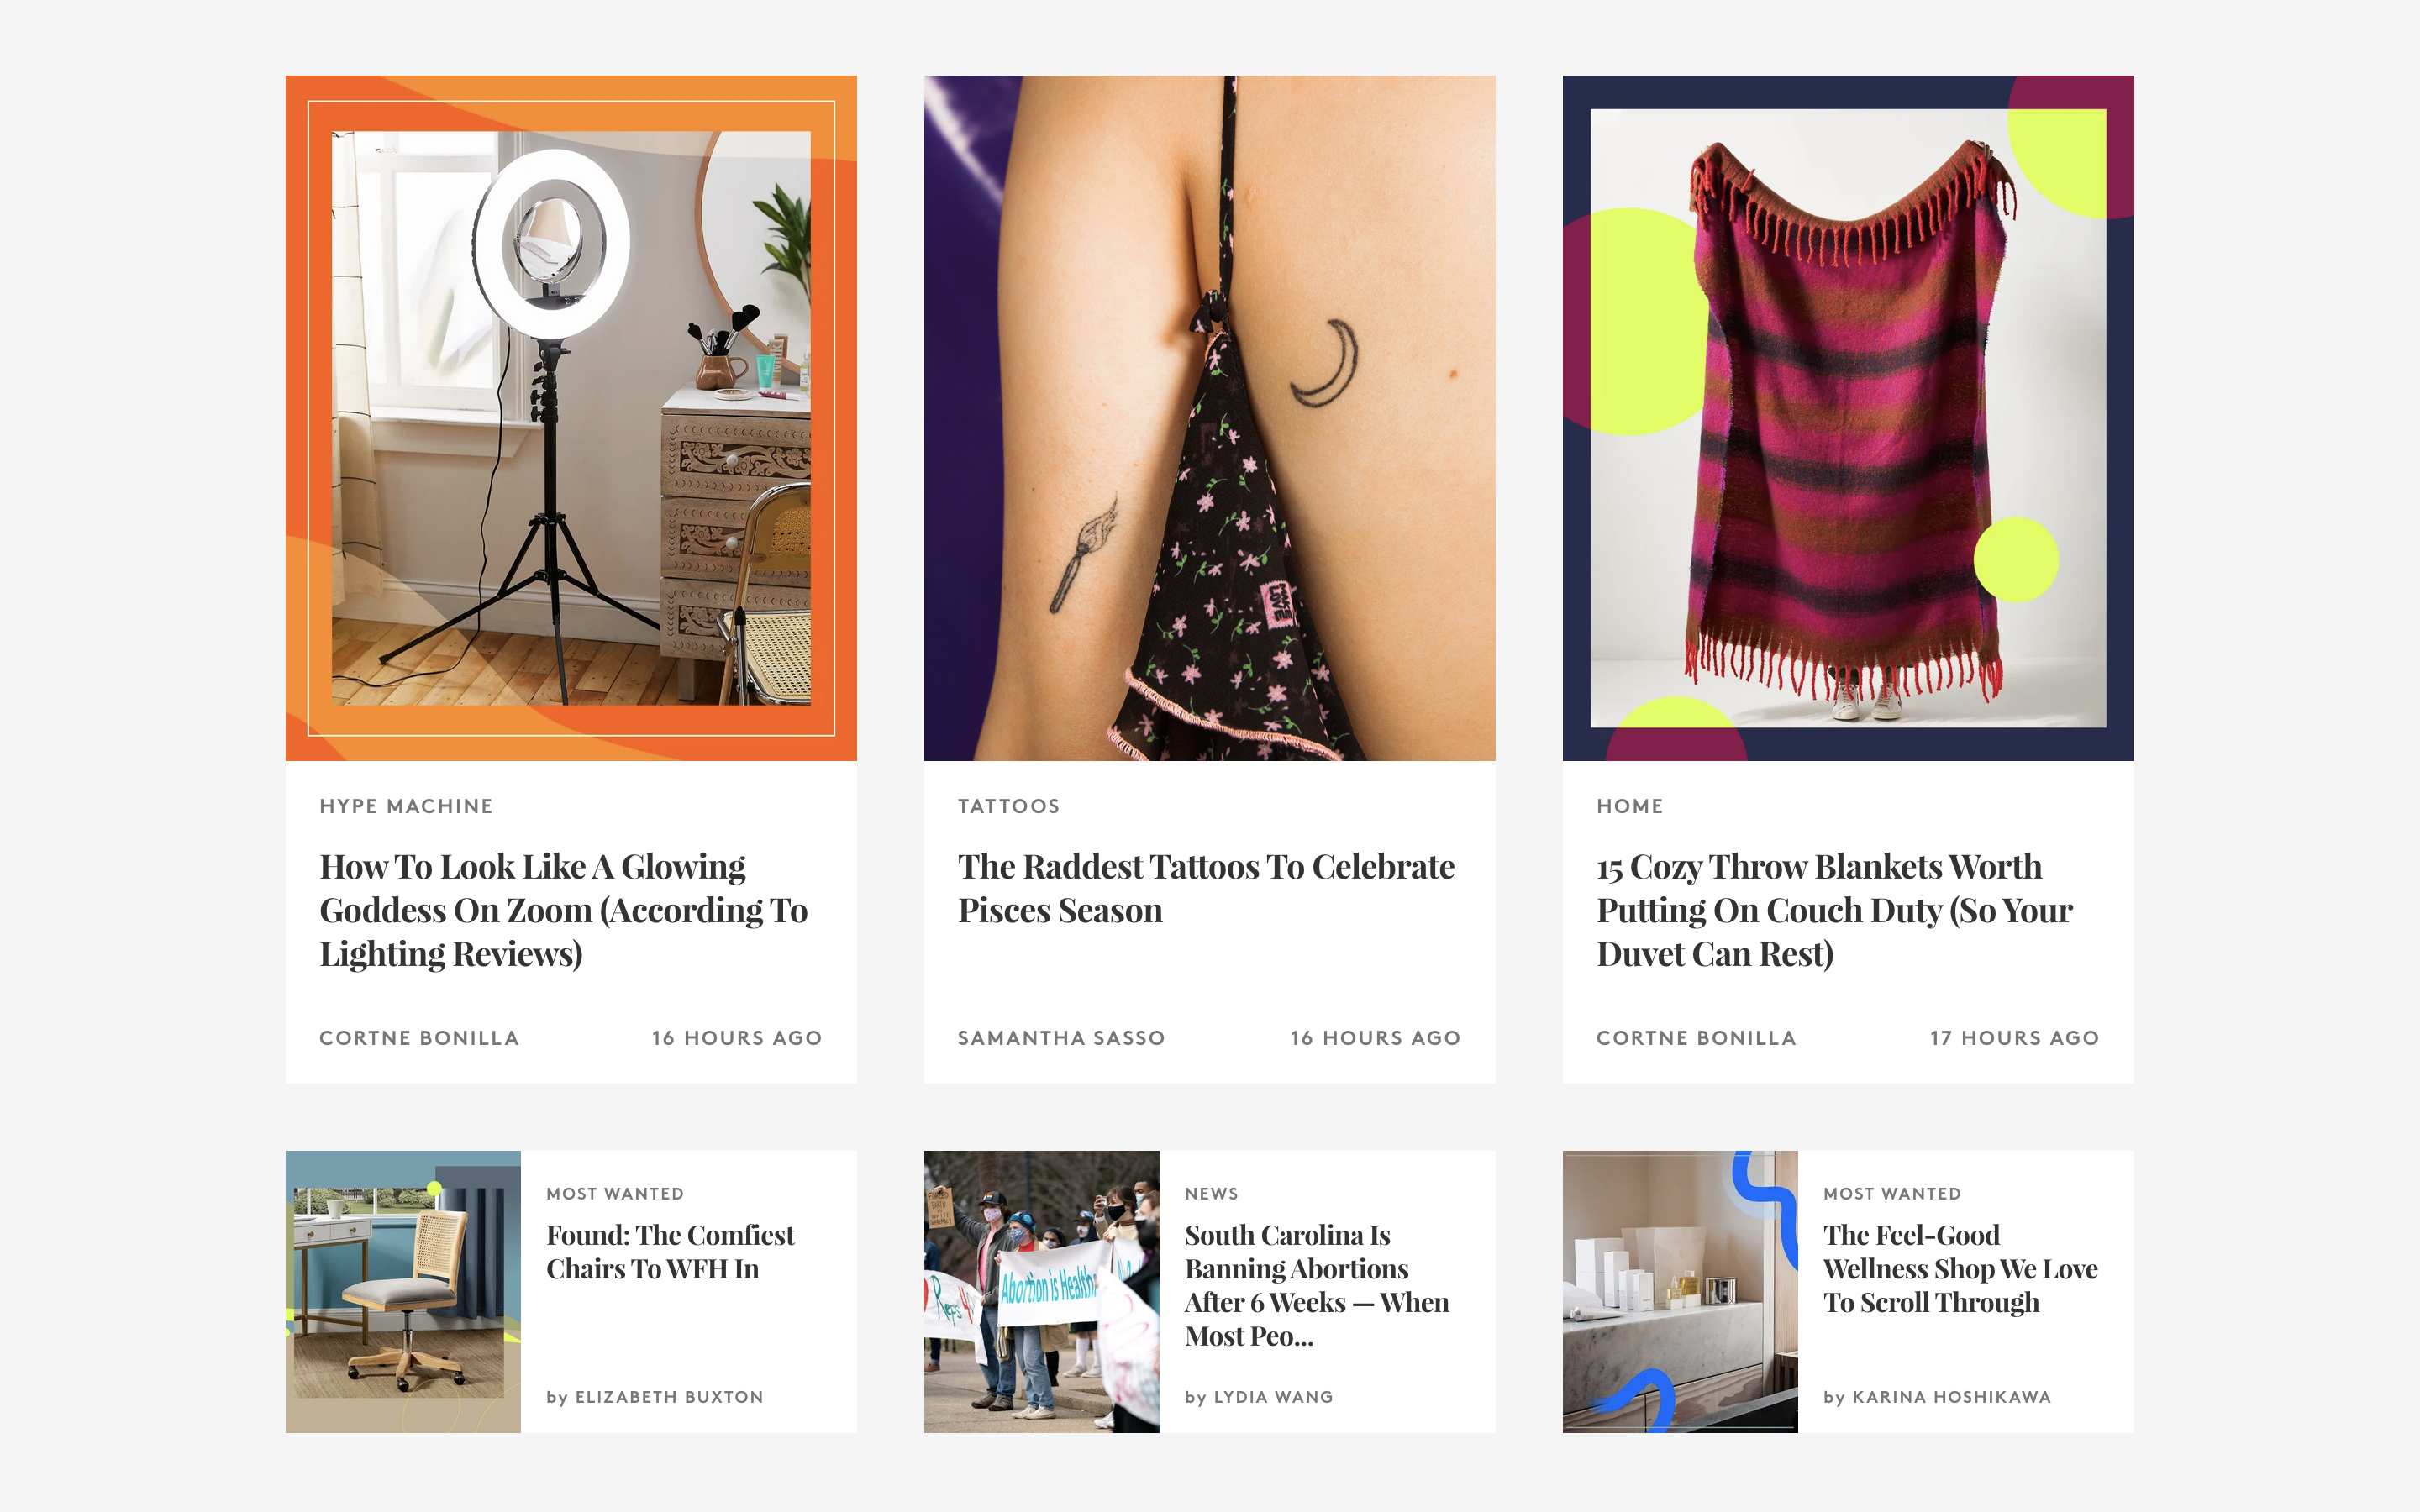 HYPE MACHINE
How To Look Like A Glowing
Goddess On Zoom (According To
Lighting Reviews)
CORTNE BONILLA 16 HOURS AGO
TATTOOS
The Raddest Tattoos To Celebrate
Pisces Season
SAMANTHA SASSO 16 HOURS AGO
HOME
15 Cozy Throw Blankets Worth
Putting On Couch Duty (So Your
Duvet Can Rest)
CORTNE BONILLA 17 HOURS AGO
MOST WANTED
Found: The Comfiest
Chairs To WFH In
by ELIZABETH BUXTON
Abortion is Healthc
NEWS
South Carolina Is
Banning Abortions
After 6 Weeks — When
Most Peo...
by LYDIA WANG
MOST WANTED
The Feel-Good
Wellness Shop We Love
To Scroll Through
by KARINA HOSHIKAWA